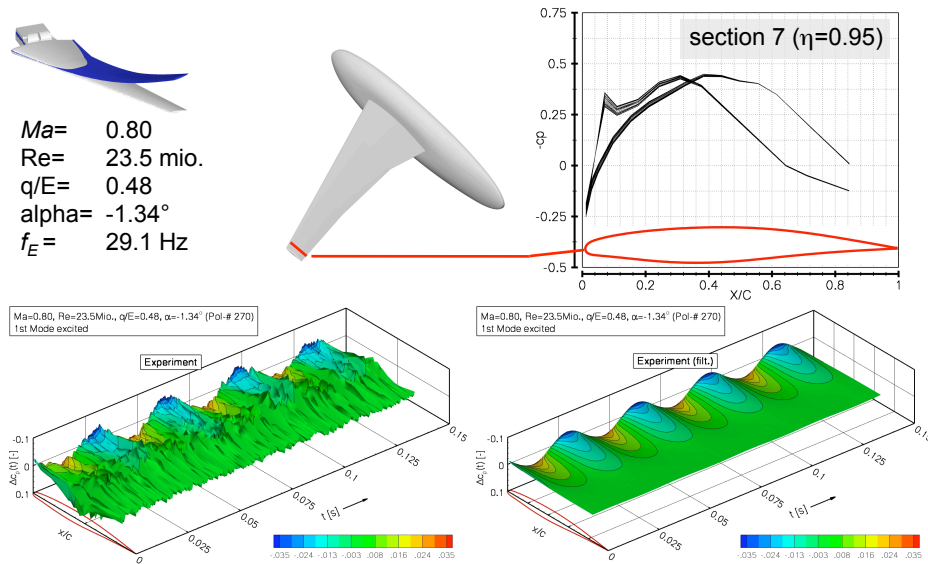 Ma= 0.80
Re= 23.5 mio.
q/E= 0.48
alpha= -1.34°
f_E= 29.1 Hz
section 7 (η=0.95)
0.75
0.5
0.25
0
-0.25
-0.5
-cp
0 0.2 0.4 0.6 0.8 1
X/C
Ma=0.80, Re=23.5Mio., q/E=0.48, α=-1.34° (Pol-# 270)
1st Mode excited
Experiment
-0.1
0
0.1
Δcp(t) [-]
x/c
0
0.025
0.05
0.075
0.1
0.125
0.15
t [s]
-.035 -.024 -.013 -.008 .003 .008 .016 .024 .035
Ma=0.80, Re=23.5Mio., q/E=0.48, α=-1.34° (Pol-# 270)
1st Mode excited
Experiment (filt.)
-0.1
0
0.1
Δcp(t) [-]
x/c
0
0.025
0.05
0.075
0.1
0.125
0.15
t [s]
-.035 -.024 -.013 -.008 .003 .008 .016 .024 .035